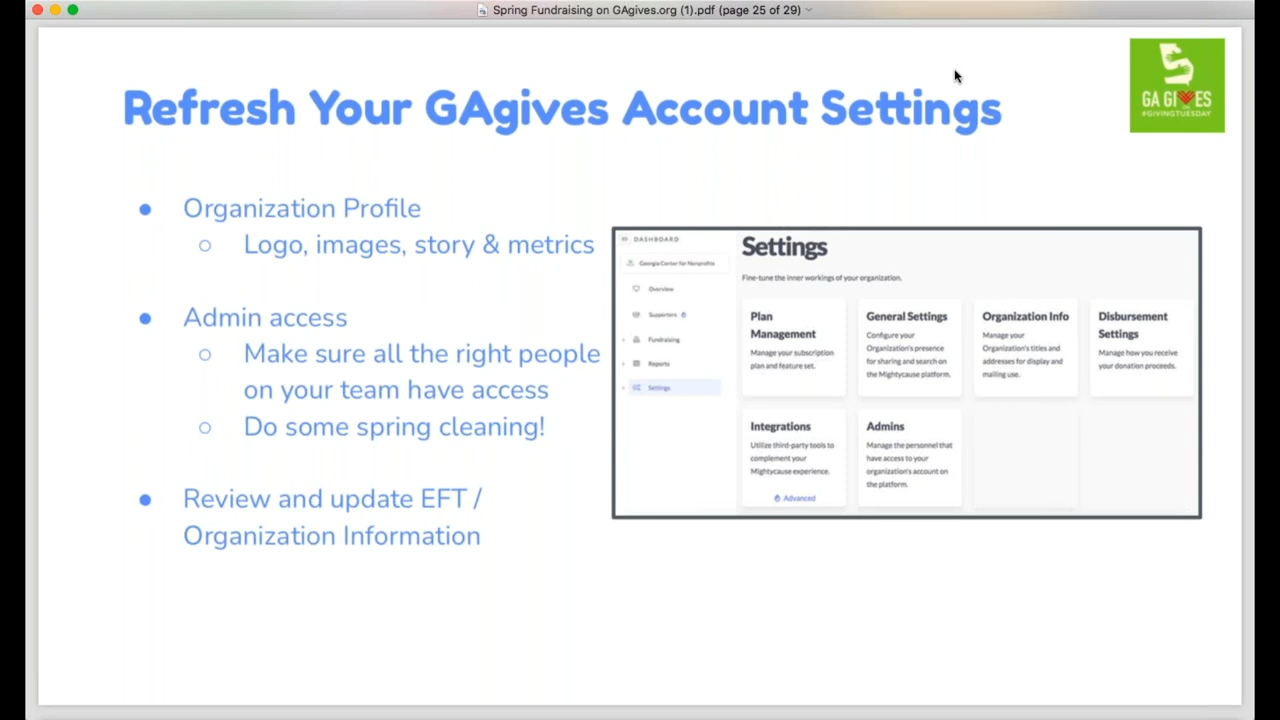 Spring Fundraising on GAgives.org (1).pdf (page 25 of 29)
Refresh Your GAgives Account Settings
GA GIVES
#GIVINGTUESDAY
● Organization Profile
○ Logo, images, story & metrics
● Admin access
○ Make sure all the right people
on your team have access
○ Do some spring cleaning!
● Review and update EFT /
Organization Information
DASHBOARD
Georgia Center for Nonprofits
Overview
Supporters
Fundraising
Reports
Settings
Settings
Fine-tune the inner workings of your organization.
Plan
Management
Manage your subscription
plan and feature set.
General Settings
Configure your
Organization's presence
for sharing and search on
the Mightycause platform.
Organization Info
Manage your
Organization's titles and
addresses for display and
mailing use.
Disbursement
Settings
Manage how you receive
your donation proceeds.
Integrations
Utilize third-party tools to
complement your
Mightycause experience.
Advanced
Admins
Manage the personnel that
have access to your
organization's account on
the platform.